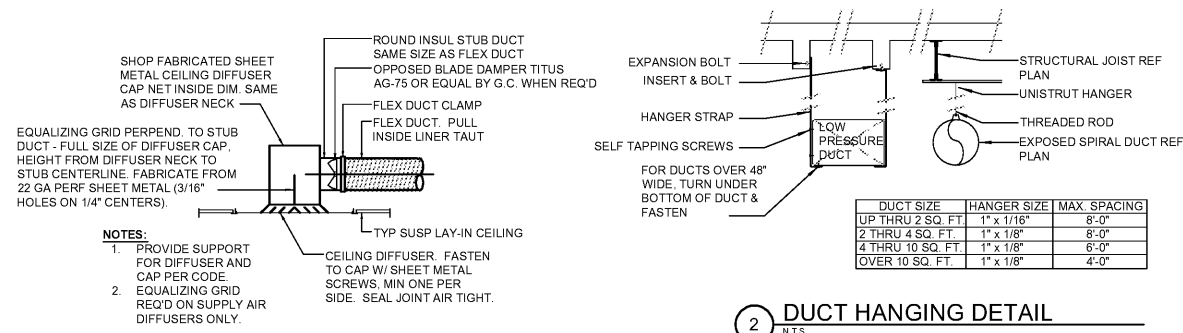 SHOP FABRICATED SHEET
METAL CEILING DIFFUSER
CAP NET INSIDE DIM. SAME
AS DIFFUSER NECK
EQUALIZING GRID PERPEND. TO STUB
DUCT - FULL SIZE OF DIFFUSER CAP,
HEIGHT FROM DIFFUSER NECK TO
STUB CENTERLINE. FABRICATE FROM
22 GA PERF SHEET METAL (3/16"
HOLES ON 1/4" CENTERS).
ROUND INSUL STUB DUCT
SAME SIZE AS FLEX DUCT
OPPOSED BLADE DAMPER TITUS
AG-75 OR EQUAL BY G.C. WHEN REQ'D
FLEX DUCT CLAMP
FLEX DUCT. PULL
INSIDE LINER TAUT
TYP SUSP LAY-IN CEILING
CEILING DIFFUSER. FASTEN
TO CAP W/ SHEET METAL
SCREWS, MIN ONE PER
SIDE. SEAL JOINT AIR TIGHT.
NOTES:
1. PROVIDE SUPPORT
FOR DIFFUSER AND
CAP PER CODE.
2. EQUALIZING GRID
REQ'D ON SUPPLY AIR
DIFFUSERS ONLY.
EXPANSION BOLT
INSERT & BOLT
HANGER STRAP
SELF TAPPING SCREWS
LOW
PRESSURE
DUCT
FOR DUCTS OVER 48"
WIDE, TURN UNDER
BOTTOM OF DUCT &
FASTEN
STRUCTURAL JOIST REF
PLAN
UNISTRUT HANGER
THREADED ROD
EXPOSED SPIRAL DUCT REF
PLAN
DUCT SIZE HANGER SIZE MAX. SPACING
UP THRU 2 SQ. FT. 1" x 1/16" 8'-0"
2 THRU 4 SQ. FT. 1" x 1/8" 8'-0"
4 THRU 10 SQ. FT. 1" x 1/8" 6'-0"
OVER 10 SQ. FT. 1" x 1/8" 4'-0"
2 DUCT HANGING DETAIL
N.T.S.